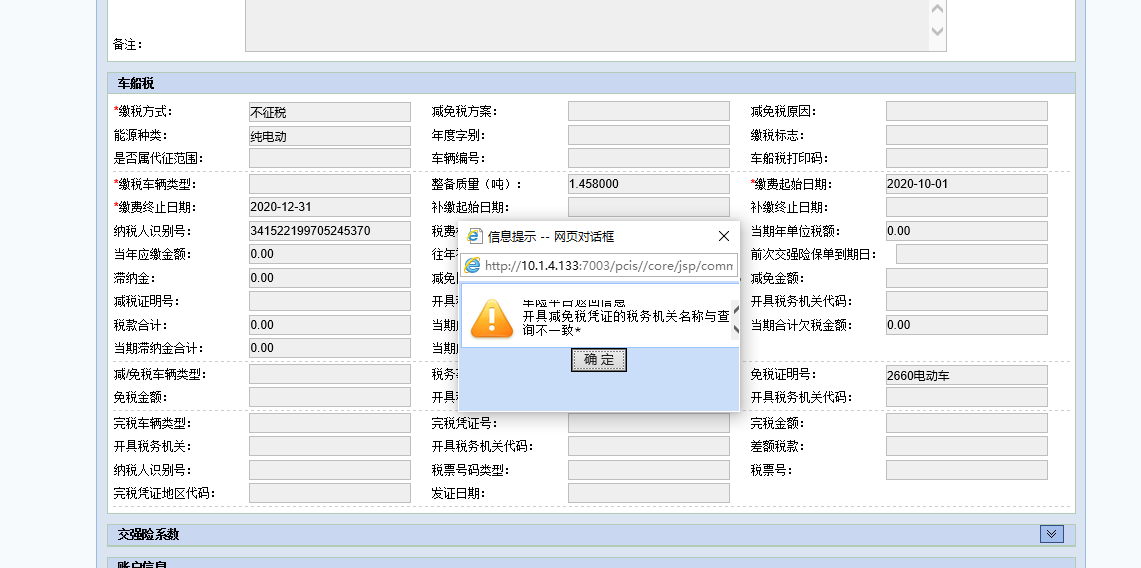 备注：
车船税
*缴税方式： 不征税 减免税方案： 减免税原因：
能源种类： 纯电动 年度字别： 缴税标志：
是否属代征范围： 车辆编号： 车船税打印码：
*缴税车辆类型： 整备质量（吨）： 1.458000 *缴费起始日期： 2020-10-01
*缴费终止日期： 2020-12-31 补缴起始日期： 补缴终止日期：
纳税人识别号： 341522199705245370 税费 当期年单位税额： 0.00
当年应缴金额： 0.00 往年 前次交强险保单到期日：
滞纳金： 0.00 减免 减免金额：
减税证明号： 开具 开具税务机关代码：
税款合计： 0.00 当期 当期合计欠税金额： 0.00
当期滞纳金合计： 0.00 当期
信息提示 -- 网页对话框
http://10.1.4.133:7003/pcis//core/jsp/comn
车险平台返回信息
开具减免税凭证的税务机关名称与查
询不一致*
确 定
减/免税车辆类型： 税务 免税证明号： 2660电动车
免税金额： 开具 开具税务机关代码：
完税车辆类型： 完税凭证号： 完税金额：
开具税务机关： 开具税务机关代码： 差额税款：
纳税人识别号： 税票号码类型： 税票号：
完税凭证地区代码： 发证日期：
交强险系数
账户信息